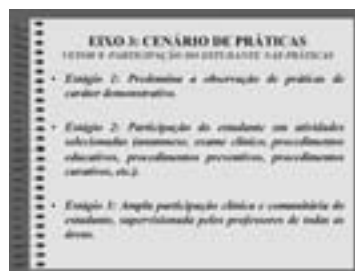 EIXO 3: CENÁRIO DE PRÁTICAS
VETOR 8: PARTICIPAÇÃO DO ESTUDANTE NAS PRÁTICAS
• Estágio 1: Predomina a observação de práticas de
caráter demonstrativo.
• Estágio 2: Participação do estudante em atividades
selecionadas (anamnese, exame clínico, procedimentos
educativos, procedimentos preventivos, procedimentos
curativos, etc.).
• Estágio 3: Ampla participação clínica e comunitária do
estudante, supervisionada pelos professores de todas as
áreas.